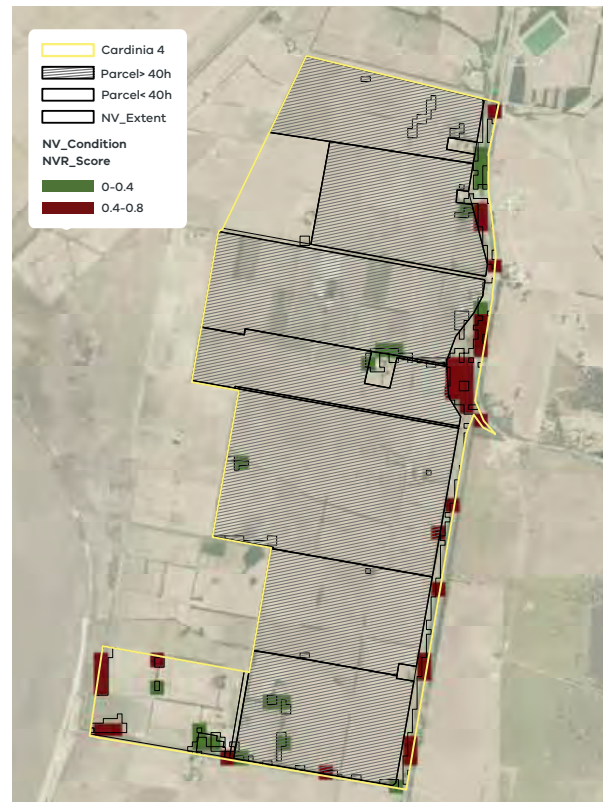 Cardinia 4
Parcel> 40h
Parcel< 40h
NV_Extent
NV_Condition
NVR_Score
0-0.4
0.4-0.8